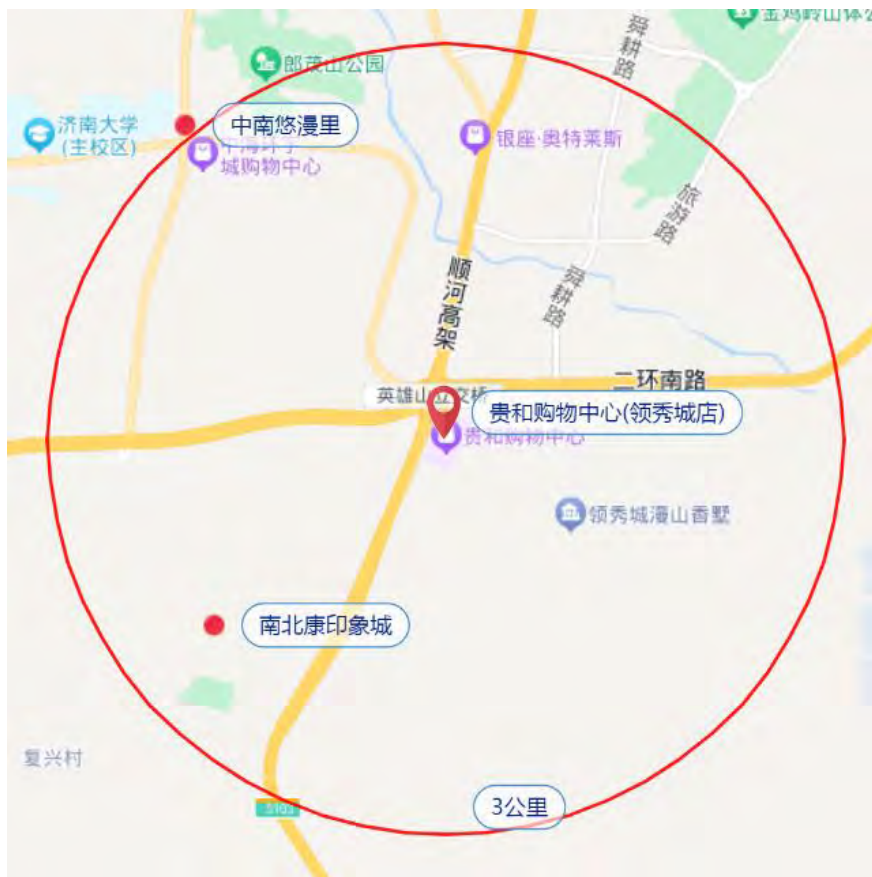 金鸡岭山体公
舜耕路
郎茂山公园
济南大学
(主校区)
中南悠漫里
银座·奥特莱斯
城购物中心
旅游路
顺河高架
舜耕路
二环南路
英雄山立交桥
贵和购物中心(领秀城店)
贵和购物中心
领秀城漫山香墅
南北康印象城
复兴村
3公里